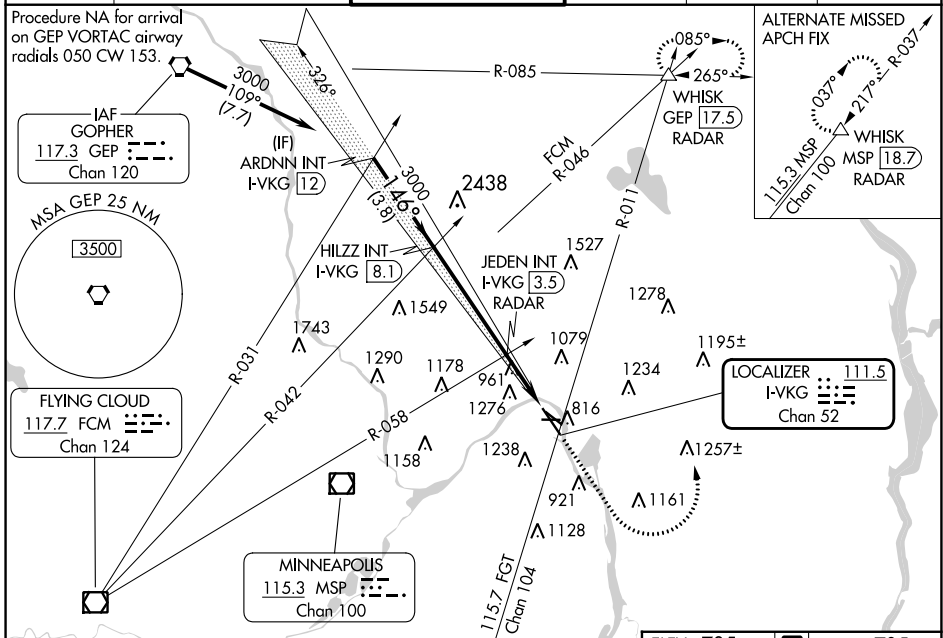 Procedure NA for arrival
on GEP VORTAC airway
radials 050 CW 153.
3000
109°
(7.7)
IAF
GOPHER
117.3 GEP
Chan 120
326°
(IF)
ARDNN INT
I-VKG 12
3000
146°
(3.8)
R-085
085°
265°
WHISK
GEP 17.5
RADAR
FCM
R-046
R-011
ALTERNATE MISSED
APCH FIX
R-037
037°
217°
WHISK
MSP 18.7
RADAR
115.3 MSP
Chan 100
MSA GEP 25 NM
3500
2438
HILZZ INT
I-VKG 8.1
JEDEN INT
I-VKG 3.5
RADAR
1527
1549
1278
1743
1079
1195±
1290
1178
961
1234
1276
816
LOCALIZER 111.5
I-VKG
Chan 52
R-031
R-042
R-058
FLYING CLOUD
117.7 FCM
Chan 124
1158
1238
1257±
921
1161
1128
MINNEAPOLIS
115.3 MSP
Chan 100
115.7 FGT
Chan 104